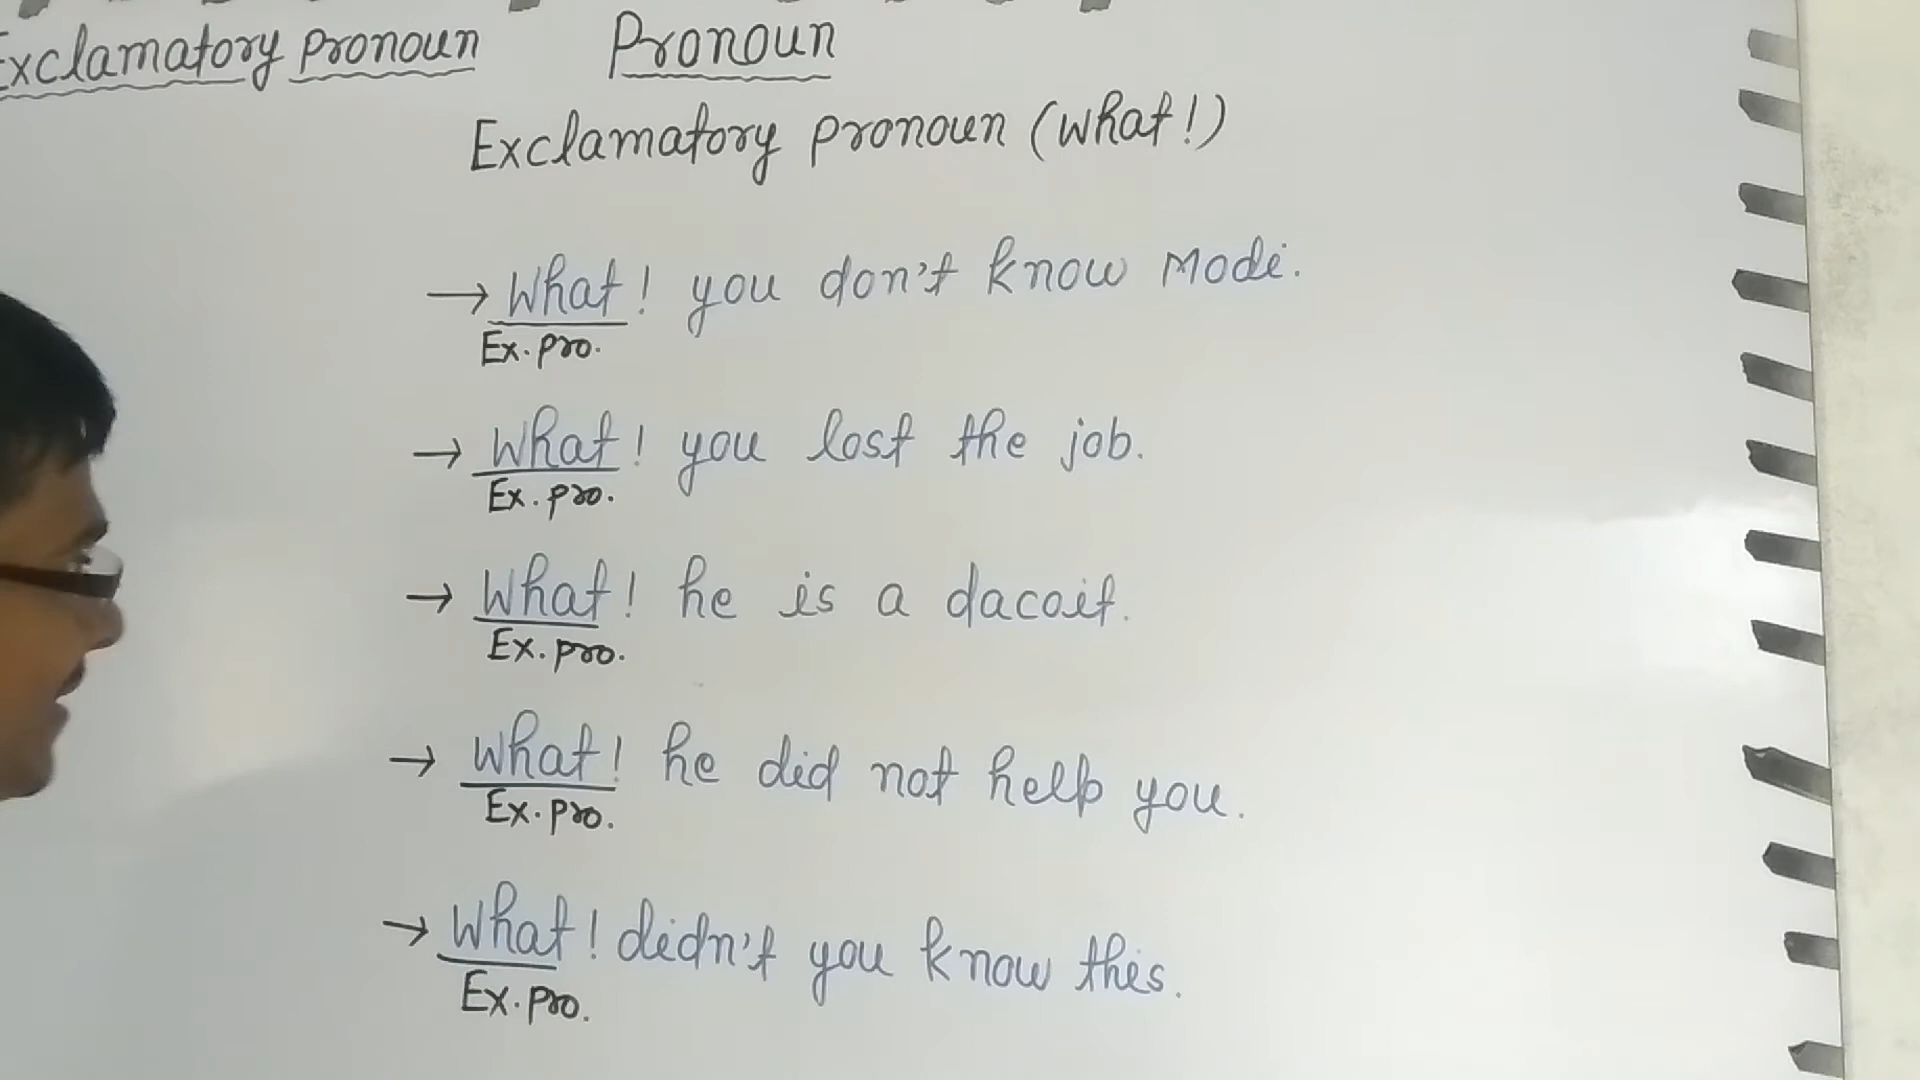 Exclamatory pronoun Pronoun
Exclamatory pronoun (what!)
→ What! you don't know Modi.
Ex. pro.
→ What! you lost the job.
Ex. pro.
→ What! he is a dacoit.
Ex. pro.
→ What! he did not help you.
Ex. pro.
→ What! didn't you know this.
Ex. pro.